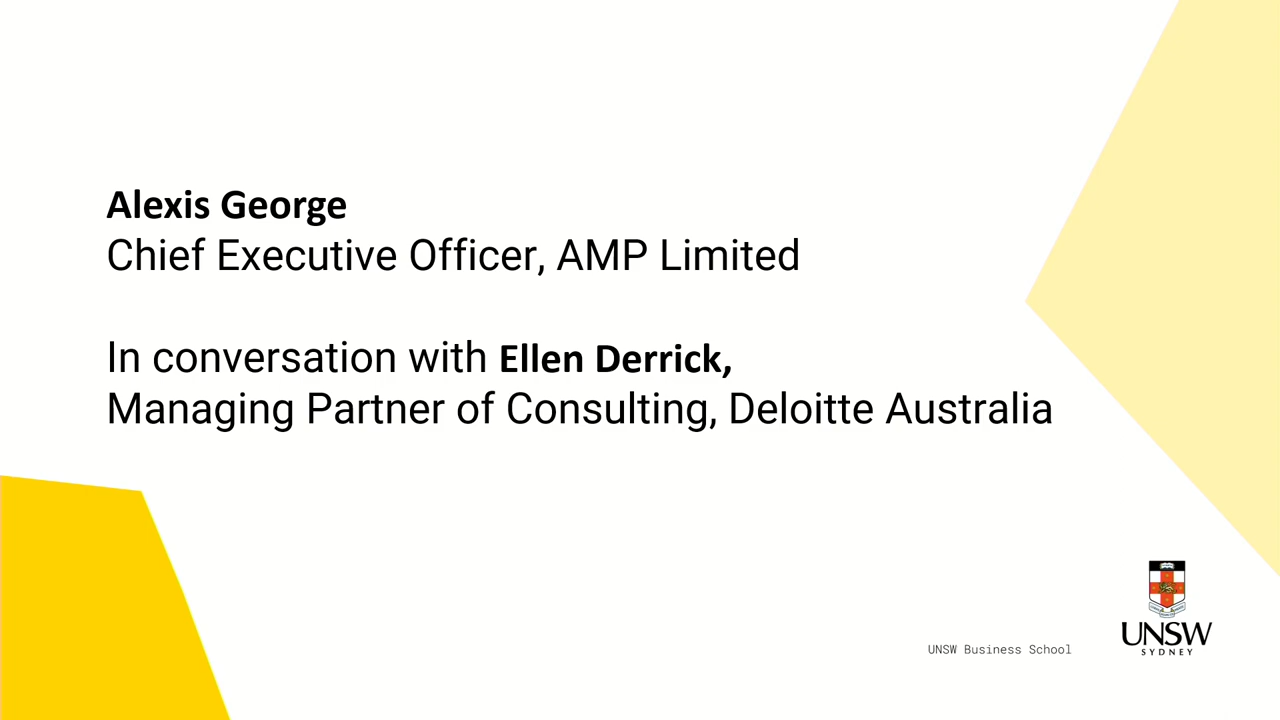 Alexis George
Chief Executive Officer, AMP Limited
In conversation with Ellen Derrick,
Managing Partner of Consulting, Deloitte Australia
UNSW Business School
UNSW
SYDNEY